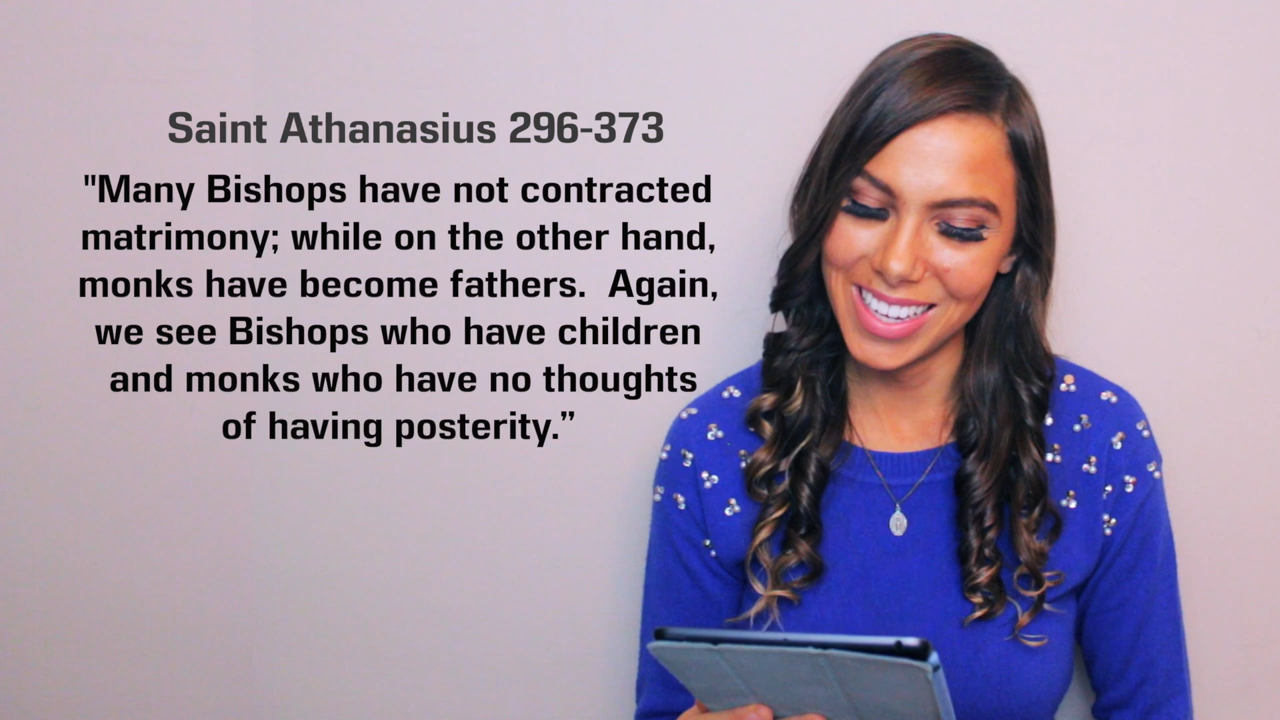 Saint Athanasius 296-373
"Many Bishops have not contracted
matrimony; while on the other hand,
monks have become fathers.  Again,
we see Bishops who have children
and monks who have no thoughts
of having posterity.”